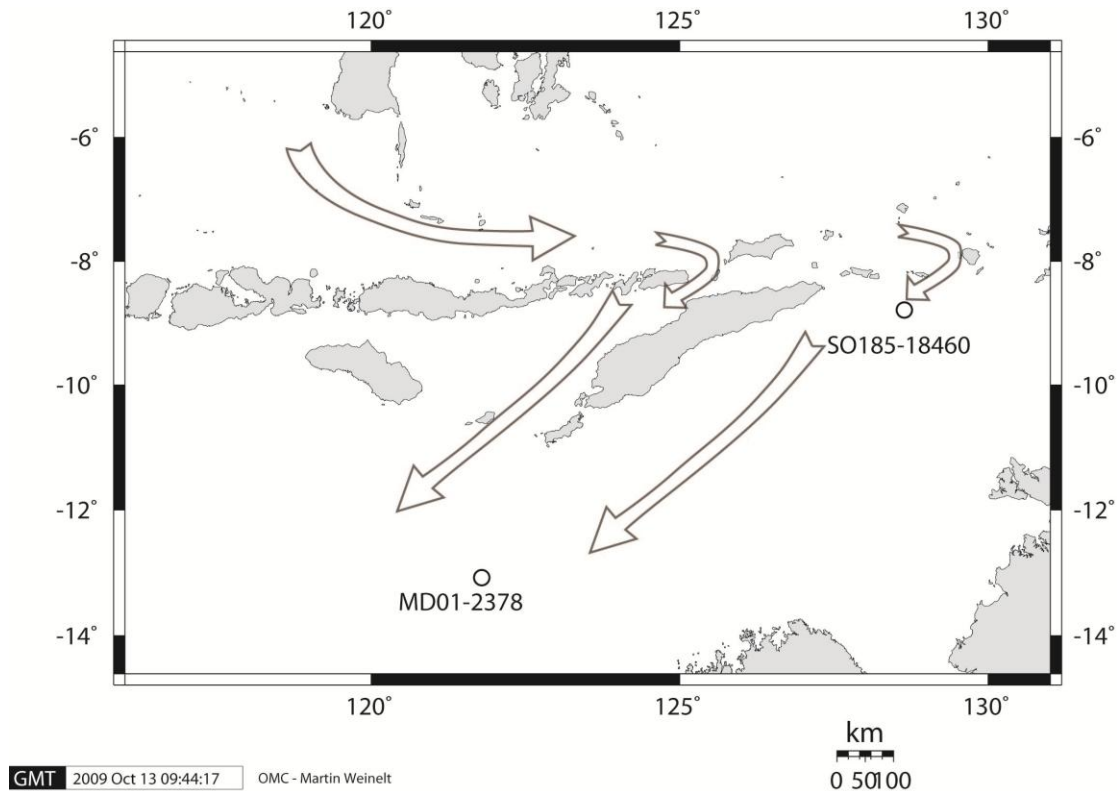 120˚ 125˚ 130˚
-6˚ -6˚
-8˚ -8˚
SO185-18460
-10˚ -10˚
-12˚ -12˚
MD01-2378
-14˚ -14˚
120˚ 125˚ 130˚
km
0 50100
GMT 2009 Oct 13 09:44:17 OMC - Martin Weinelt